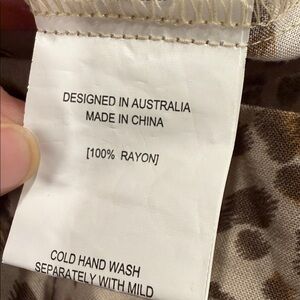 DESIGNED IN AUSTRALIA
MADE IN CHINA
[100% RAYON]
COLD HAND WASH
SEPARATELY WITH MILD